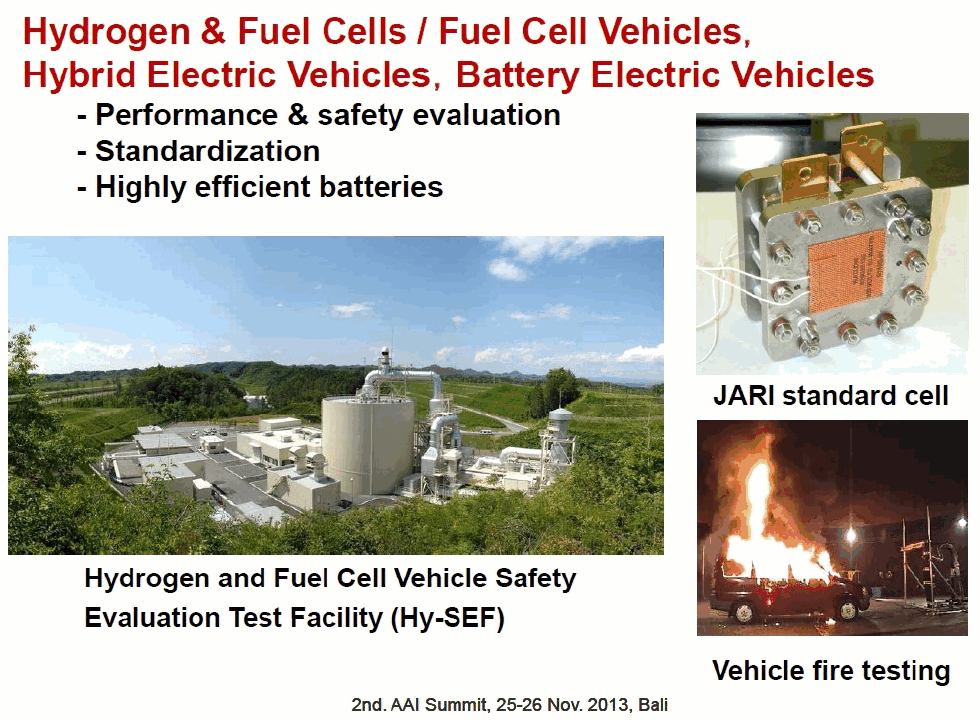 Hydrogen & Fuel Cells / Fuel Cell Vehicles,
Hybrid Electric Vehicles, Battery Electric Vehicles
- Performance & safety evaluation
- Standardization
- Highly efficient batteries
JARI standard cell
Hydrogen and Fuel Cell Vehicle Safety
Evaluation Test Facility (Hy-SEF)
Vehicle fire testing
2nd. AAI Summit, 25-26 Nov. 2013, Bali